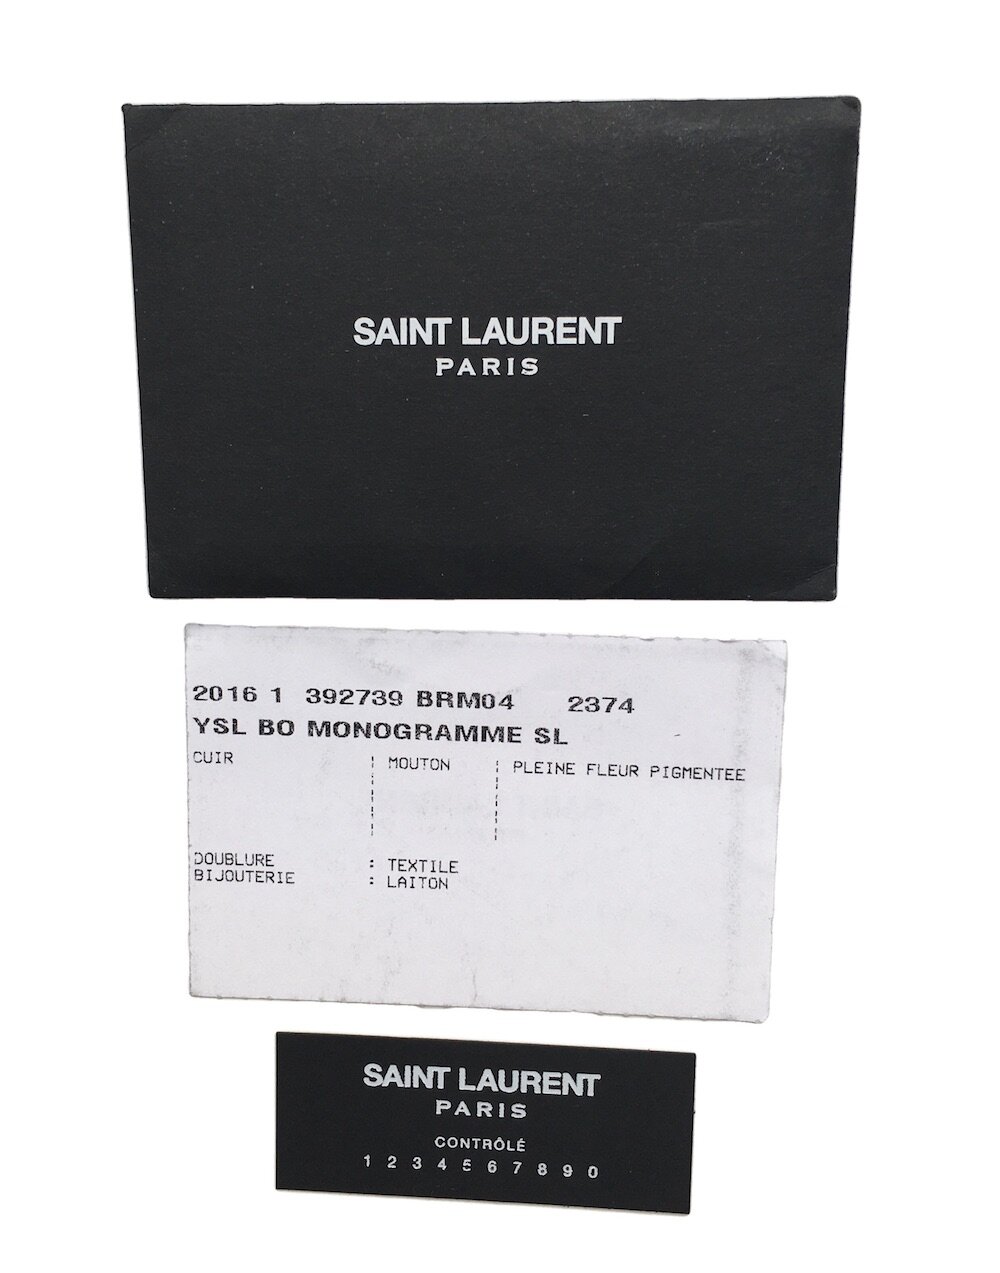 SAINT LAURENT
PARIS
2016 1 392739 BRM04 2374
YSL BO MONOGRAMME SL
CUIR ¦ MOUTON ¦ PLEINE FLEUR PIGMENTEE
DOUBLURE : TEXTILE
BIJOUTERIE : LAITON
SAINT LAURENT
PARIS
CONTRÔLÉ
1 2 3 4 5 6 7 8 9 0